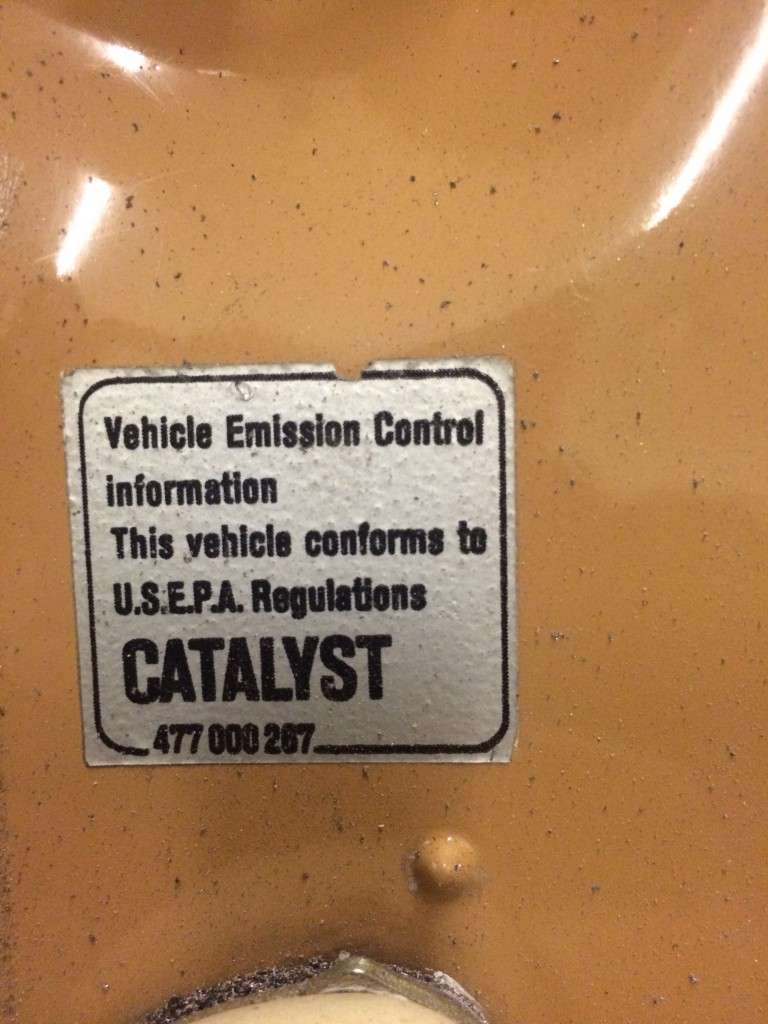 Vehicle Emission Control
information
This vehicle conforms to
U.S.E.P.A. Regulations
CATALYST
477 000 267